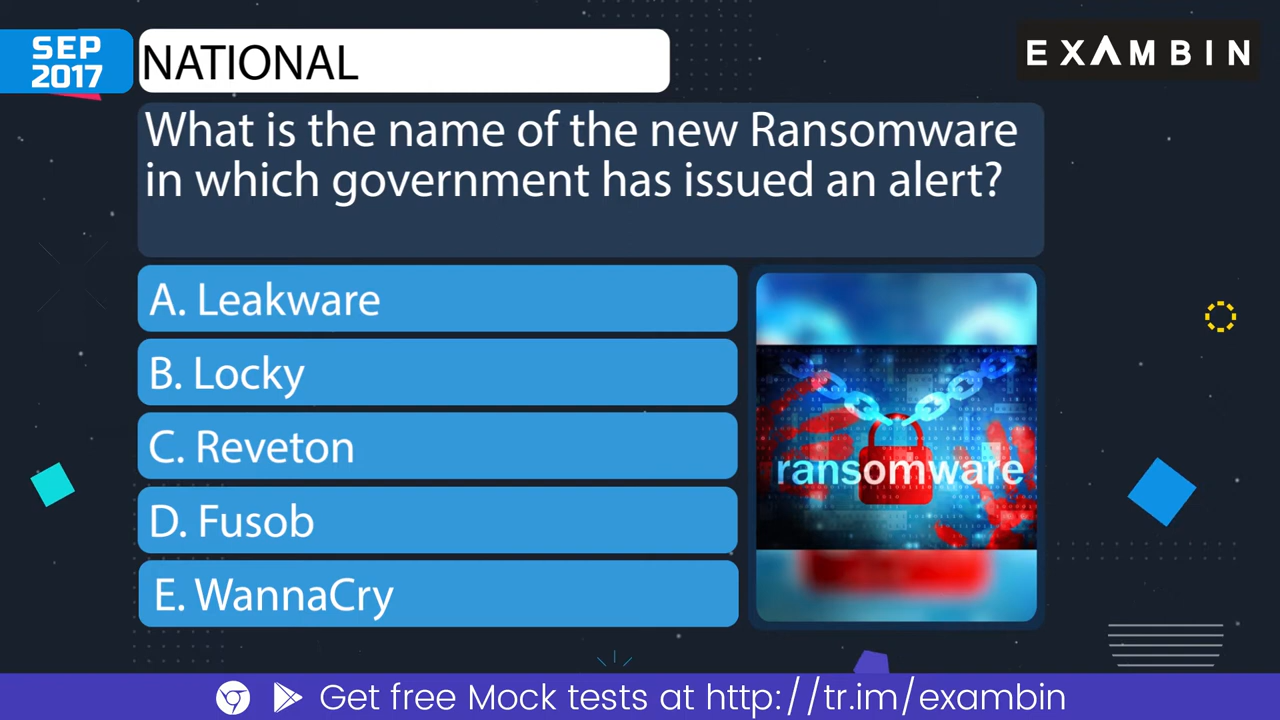 SEP
2017
NATIONAL
EXAMBIN
What is the name of the new Ransomware
in which government has issued an alert?
A. Leakware
B. Locky
C. Reveton
D. Fusob
E. WannaCry
ransomware
Get free Mock tests at http://tr.im/exambin